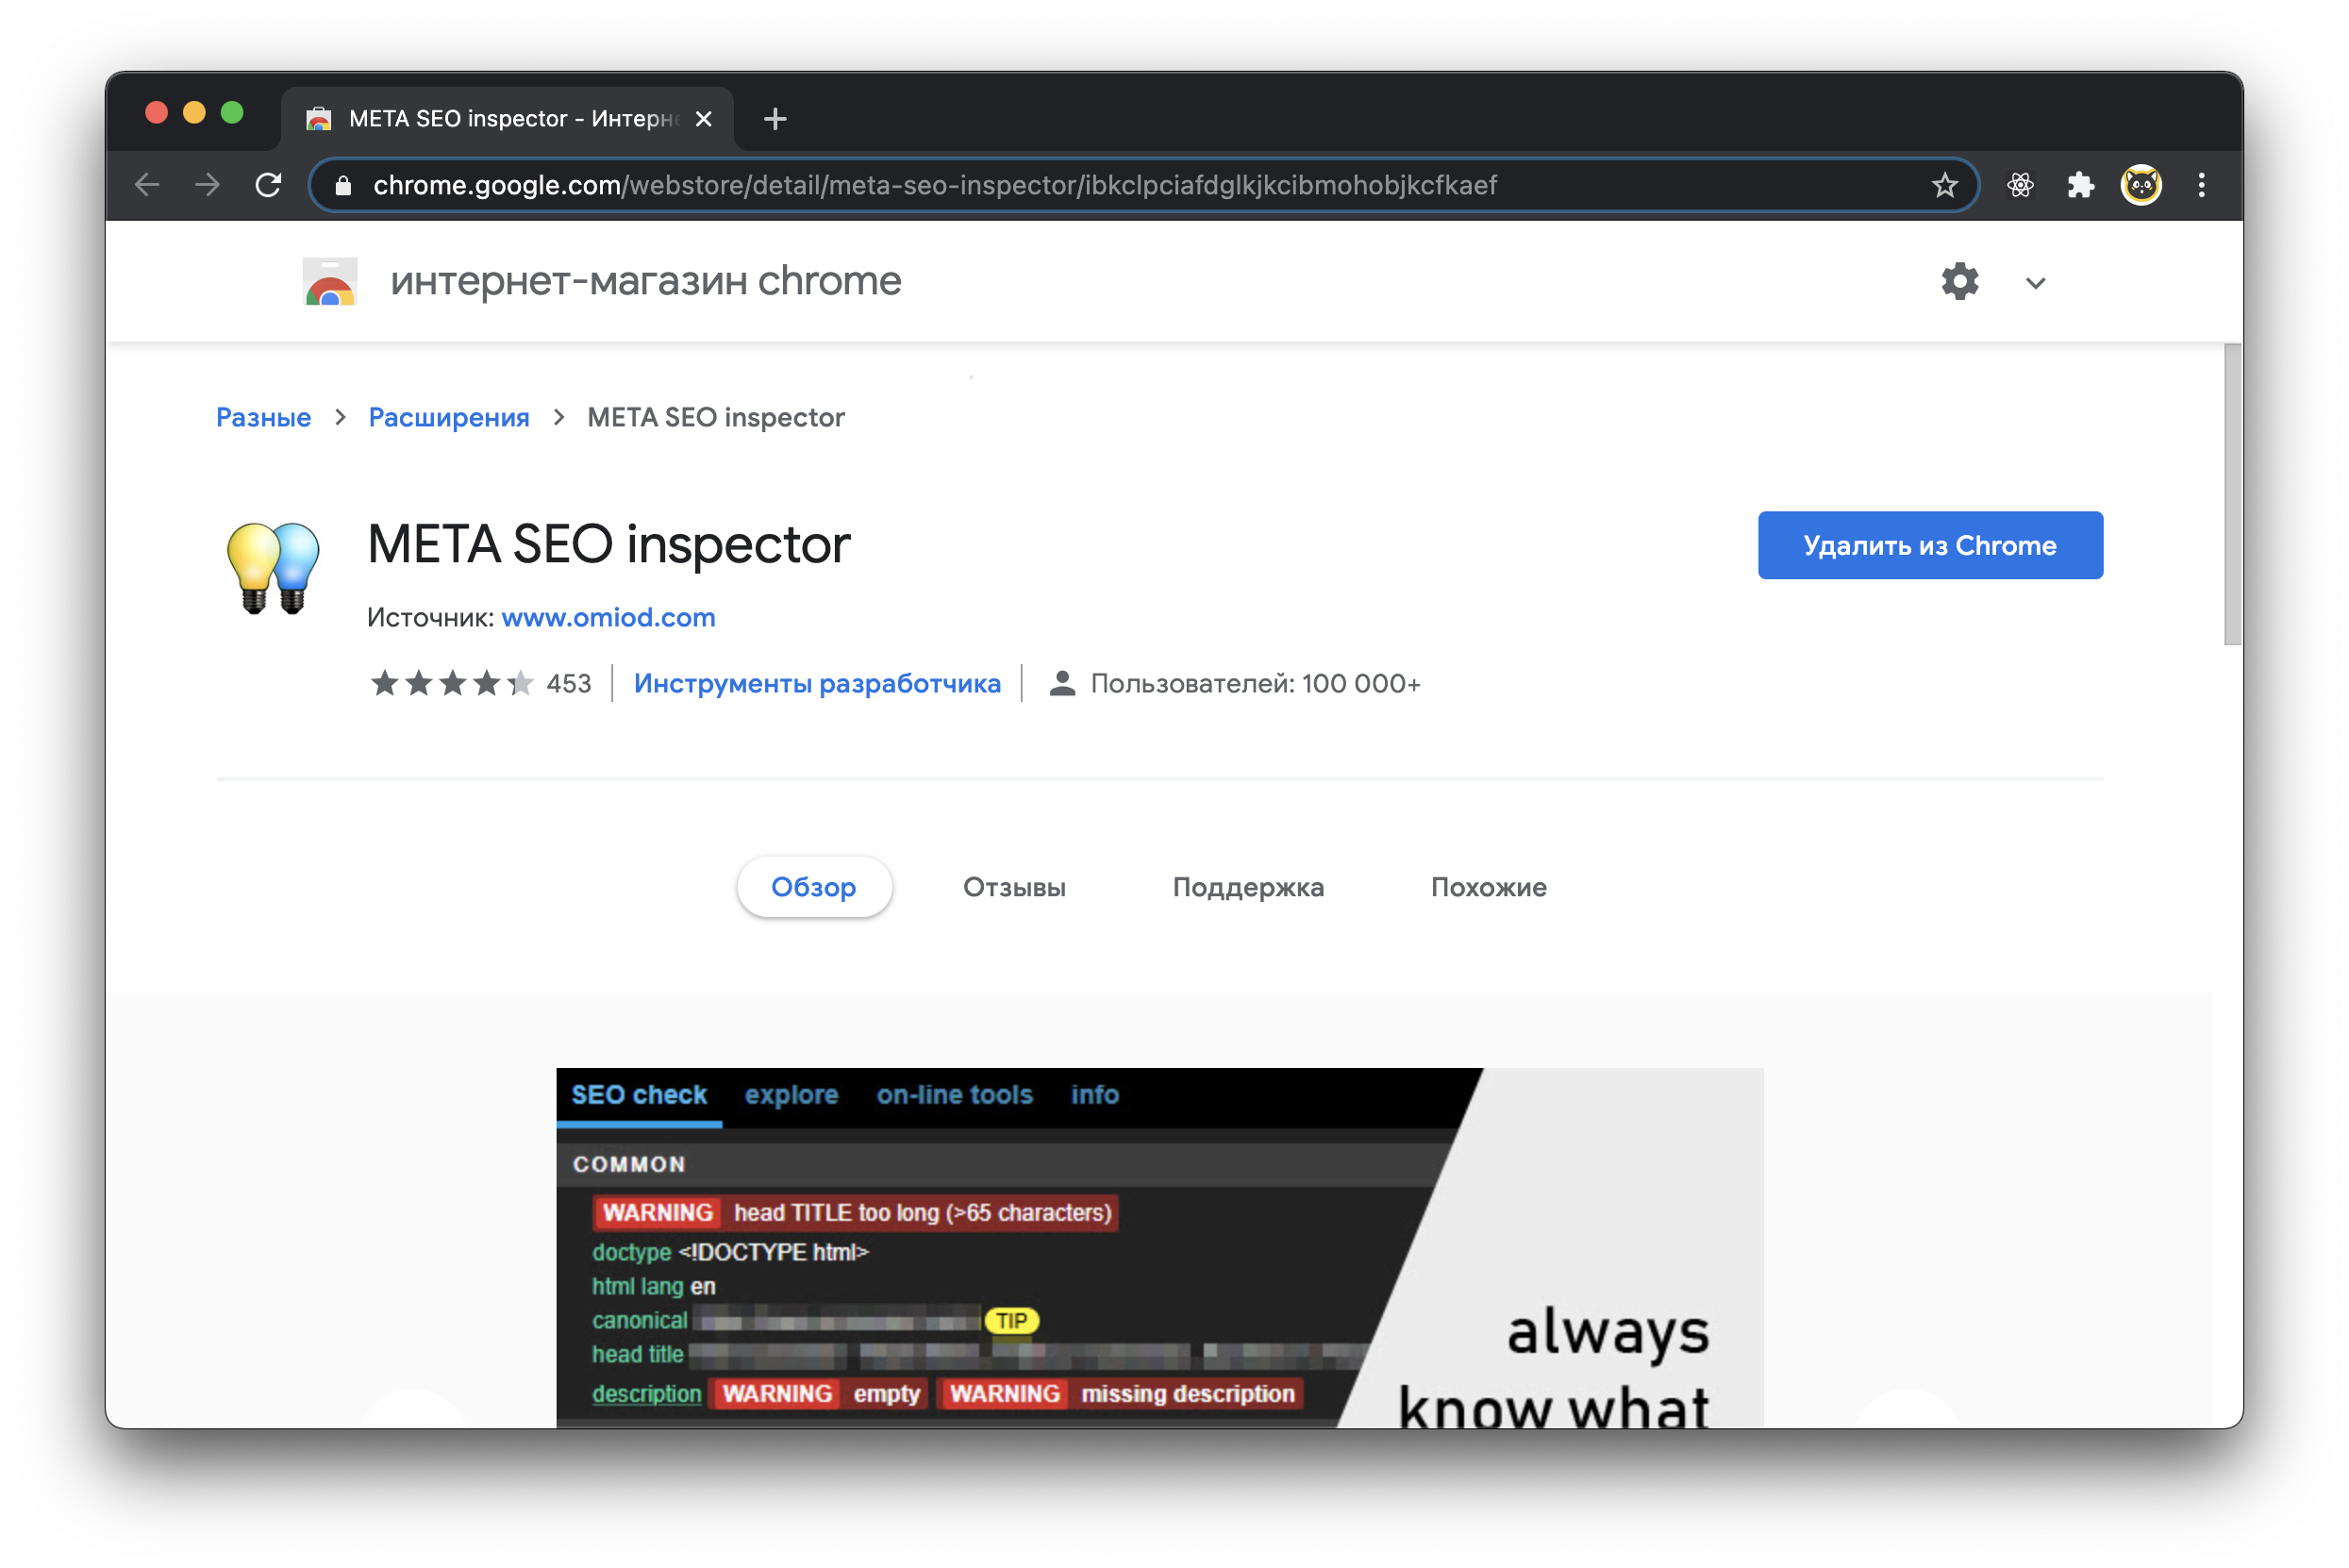 META SEO inspector - Интерн
chrome.google.com/webstore/detail/meta-seo-inspector/ibkclpciafdglkjkcibmohobjkcfkaef
интернет-магазин chrome
Разные > Расширения > META SEO inspector
META SEO inspector
Удалить из Chrome
Источник: www.omiod.com
453 Инструменты разработчика Пользователей: 100 000+
Обзор Отзывы Поддержка Похожие
SEO check explore on-line tools info
COMMON
WARNING head TITLE too long (>65 characters)
doctype <!DOCTYPE html>
html lang en
canonical TIP
head title
description WARNING empty WARNING missing description
always
know what